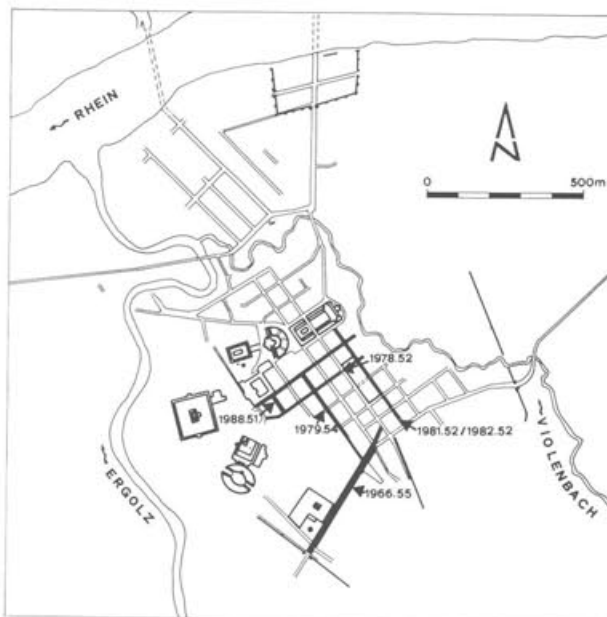 RHEIN
N
0 500m
1978.52
1988.51
1979.54
1981.52/1982.52
1966.55
ERGOLZ
VIOLENBACH